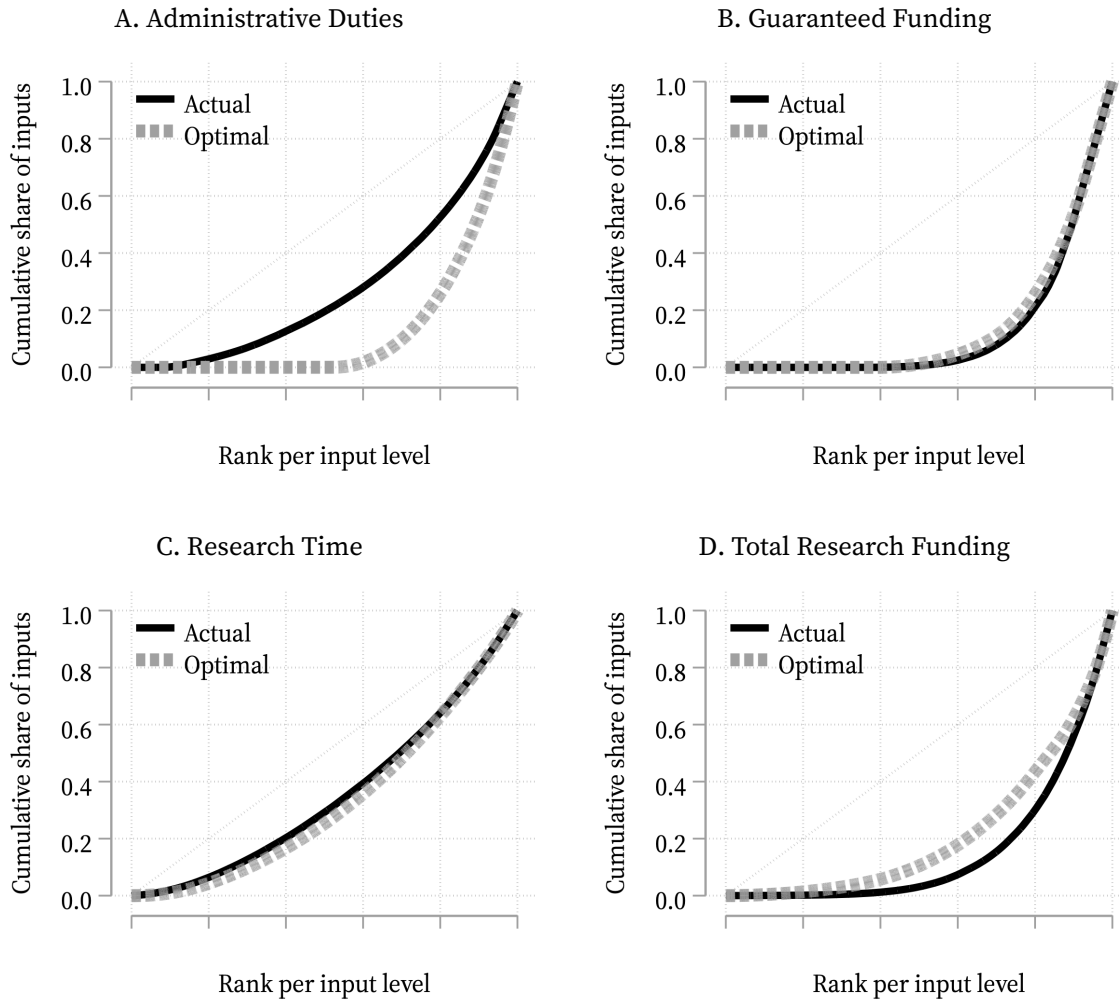 A. Administrative Duties
Cumulative share of inputs
1.0
0.8
0.6
0.4
0.2
0.0
Actual
Optimal
Rank per input level
B. Guaranteed Funding
Cumulative share of inputs
1.0
0.8
0.6
0.4
0.2
0.0
Actual
Optimal
Rank per input level
C. Research Time
Cumulative share of inputs
1.0
0.8
0.6
0.4
0.2
0.0
Actual
Optimal
Rank per input level
D. Total Research Funding
Cumulative share of inputs
1.0
0.8
0.6
0.4
0.2
0.0
Actual
Optimal
Rank per input level